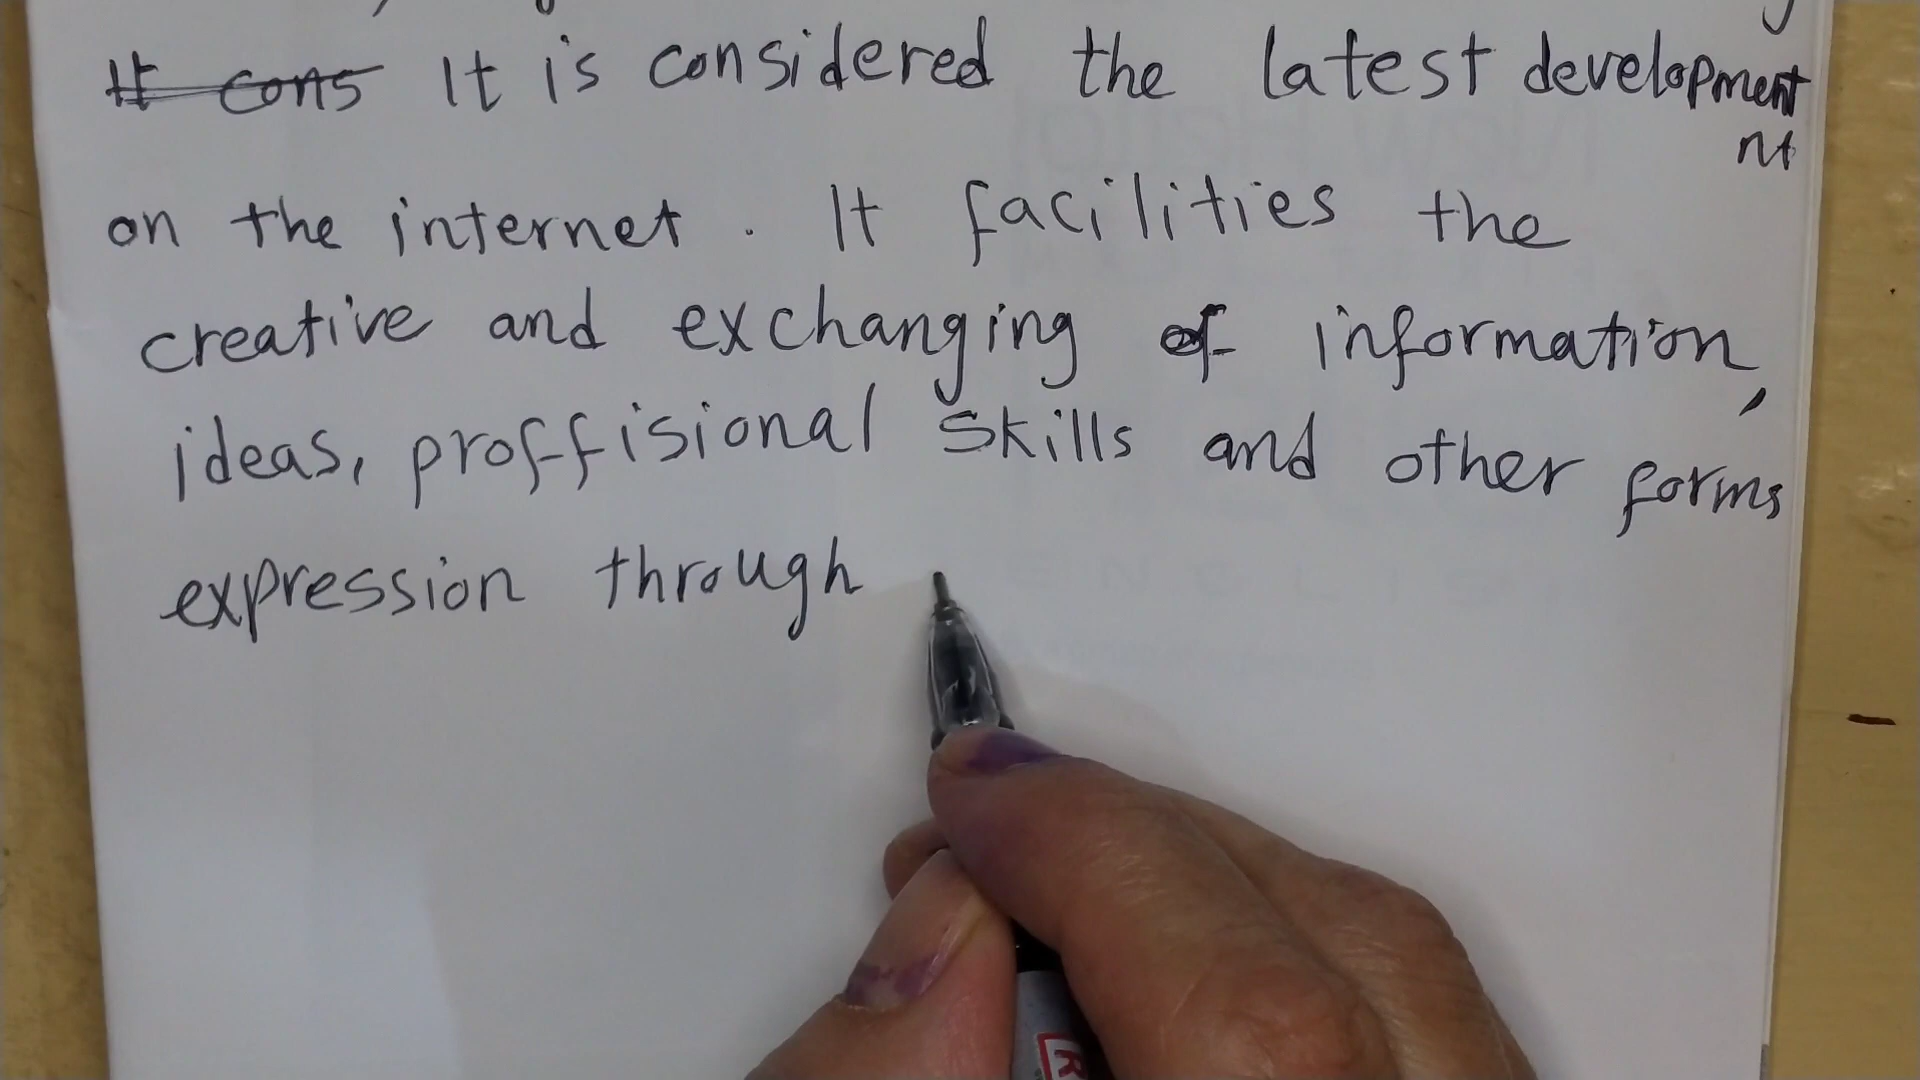 It cons It is considered the latest development
nt
on the internet. It facilities the
creative and exchanging of information,
ideas, proffisional skills and other forms
expression through
R